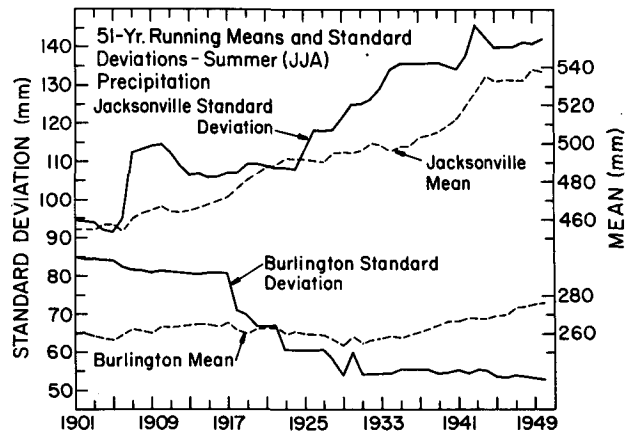 51-Yr. Running Means and Standard
Deviations - Summer (JJA)
Precipitation
Jacksonville Standard
Deviation
Jacksonville
Mean
Burlington Standard
Deviation
Burlington Mean
STANDARD DEVIATION (mm)
140
130
120
110
100
90
80
70
60
50
MEAN (mm)
540
520
500
480
460
280
260
1901
1909
1917
1925
1933
1941
1949